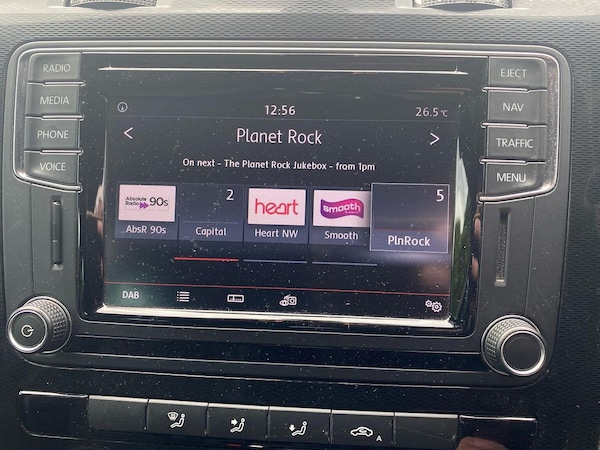 RADIO
EJECT
MEDIA
NAV
PHONE
TRAFFIC
VOICE
MENU
12:56
26.5°C
< Planet Rock >
On next - The Planet Rock Jukebox - from 1pm
Absolute Radio 90s
2
heart
smooth
5
AbsR 90s
Capital
Heart NW
Smooth
PlnRock
DAB
A